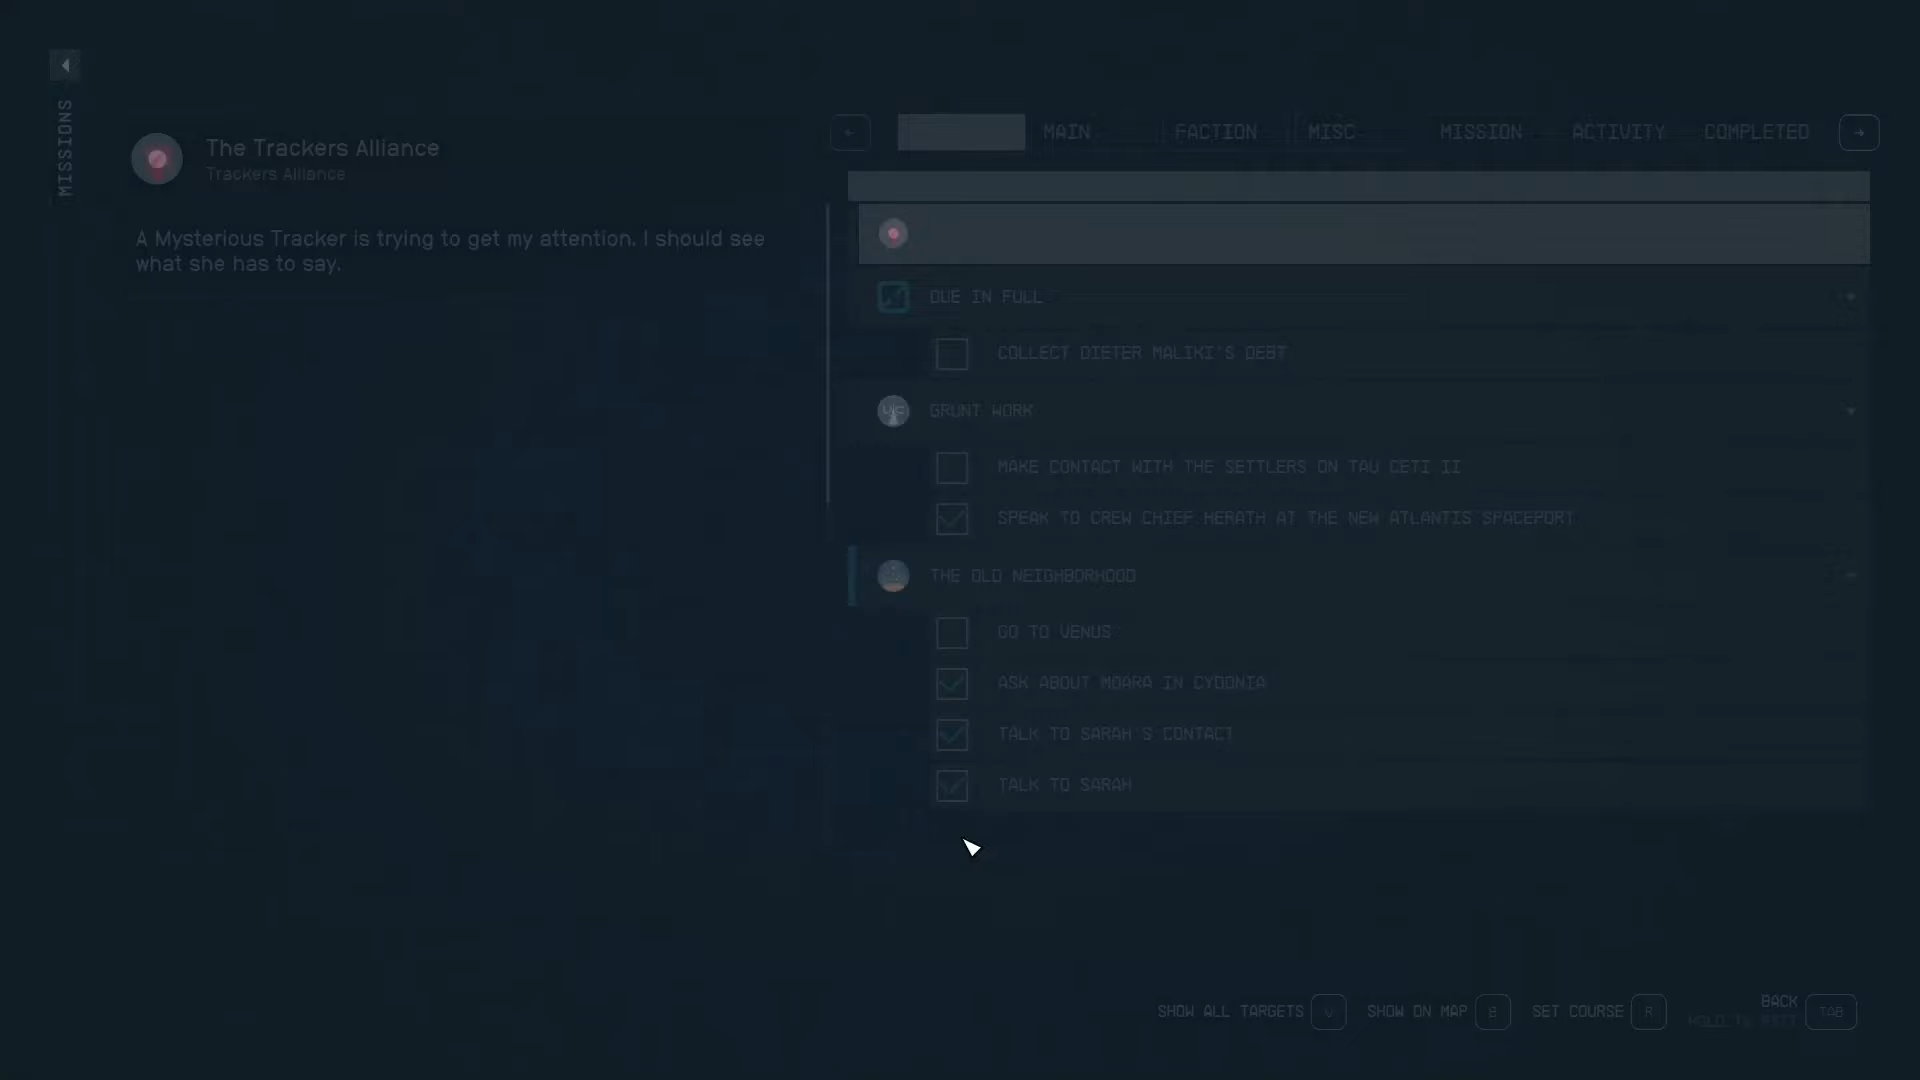 MISSIONS
The Trackers Alliance
Trackers Alliance
A Mysterious Tracker is trying to get my attention. I should see
what she has to say.
MAIN FACTION MISC MISSION ACTIVITY COMPLETED
DUE IN FULL
COLLECT DIETER MALIKI'S DEBT
GRUNT WORK
MAKE CONTACT WITH THE SETTLERS ON TAU CETI II
SPEAK TO CREW CHIEF HERATH AT THE NEW ATLANTIS SPACEPORT
THE OLD NEIGHBORHOOD
GO TO VENUS
ASK ABOUT MOARA IN CYDONIA
TALK TO SARAH'S CONTACT
TALK TO SARAH
SHOW ALL TARGETS V SHOW ON MAP SET COURSE R BACK TAB
HOLD TO EXIT